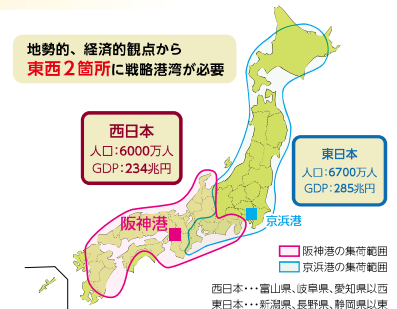 地勢的、経済的観点から
東西2箇所に戦略港湾が必要
西日本
人口：6000万人
GDP：234兆円
東日本
人口：6700万人
GDP：285兆円
阪神港
京浜港
阪神港の集荷範囲
京浜港の集荷範囲
西日本・・・富山県、岐阜県、愛知県以西
東日本・・・新潟県、長野県、静岡県以東